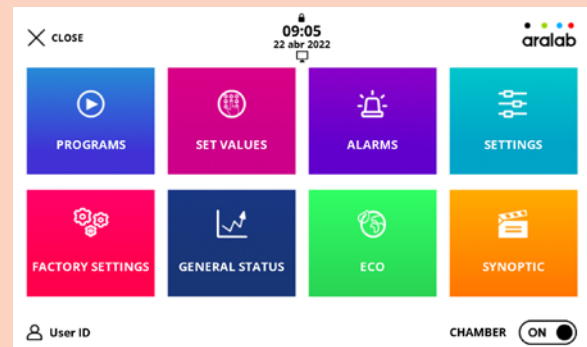 CLOSE
09:05
22 abr 2022
aralab
PROGRAMS
SET VALUES
ALARMS
SETTINGS
FACTORY SETTINGS
GENERAL STATUS
ECO
SYNOPTIC
User ID
CHAMBER
ON